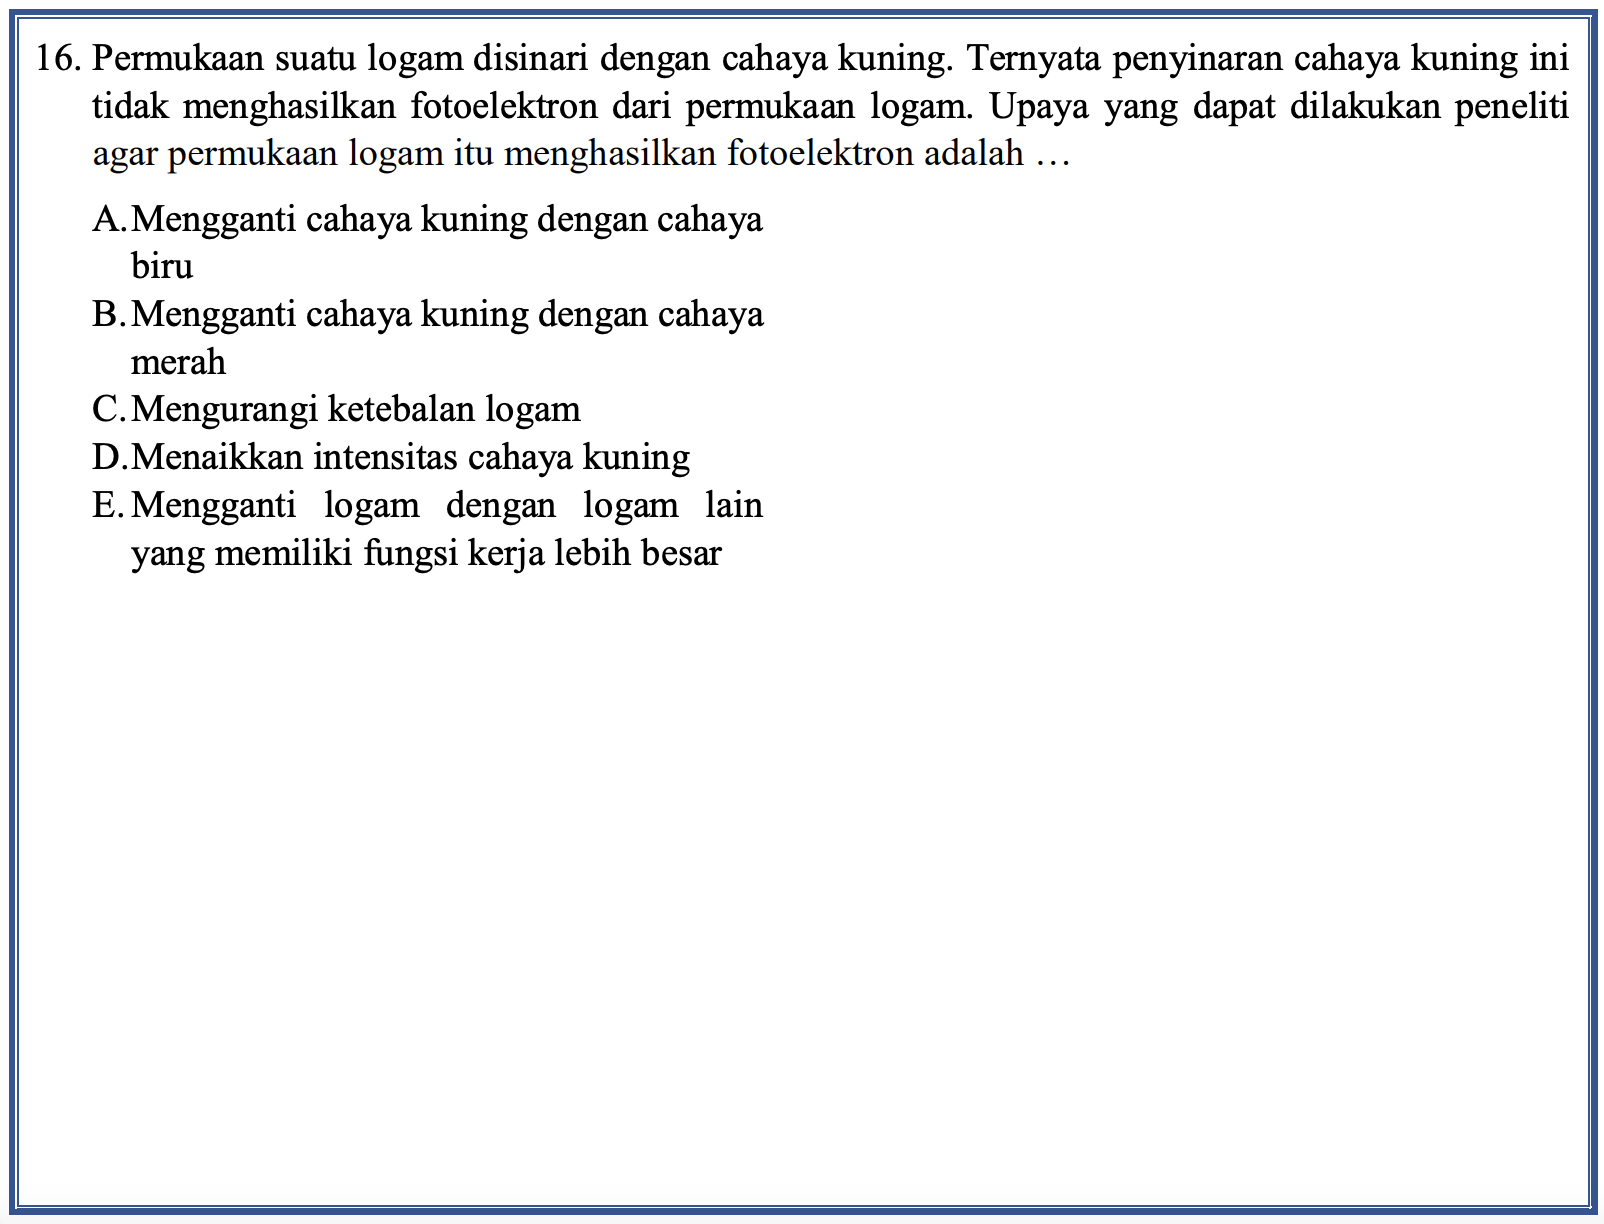 16. Permukaan suatu logam disinari dengan cahaya kuning. Ternyata penyinaran cahaya kuning ini
tidak menghasilkan fotoelektron dari permukaan logam. Upaya yang dapat dilakukan peneliti
agar permukaan logam itu menghasilkan fotoelektron adalah …
A. Mengganti cahaya kuning dengan cahaya
biru
B. Mengganti cahaya kuning dengan cahaya
merah
C. Mengurangi ketebalan logam
D. Menaikkan intensitas cahaya kuning
E. Mengganti logam dengan logam lain
yang memiliki fungsi kerja lebih besar